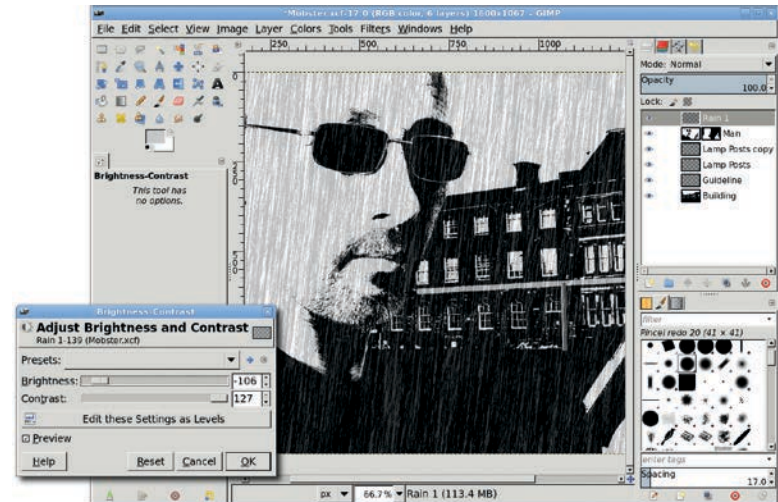 *Mobster.xcf-17.0 (RGB color, 6 layers) 1600x1067 – GIMP
File Edit Select View Image Layer Colors Tools Filters Windows Help
250 500 750 1000
Mode: Normal
Opacity
100.0
Lock:
Rain 1
Man
Lamp Posts copy
Lamp Posts
Guideline
Building
Brightness-Contrast
This tool has
no options.
Brightness-Contrast
Adjust Brightness and Contrast
Rain 1-139 (Mobster.xcf)
Presets:
Brightness: -106
Contrast: 127
Edit these Settings as Levels
Preview
Help Reset Cancel OK
filter
Pincel redo 20 (41 × 41)
enter tags
Spacing
17.0
px 66.7% Rain 1 (113.4 MB)